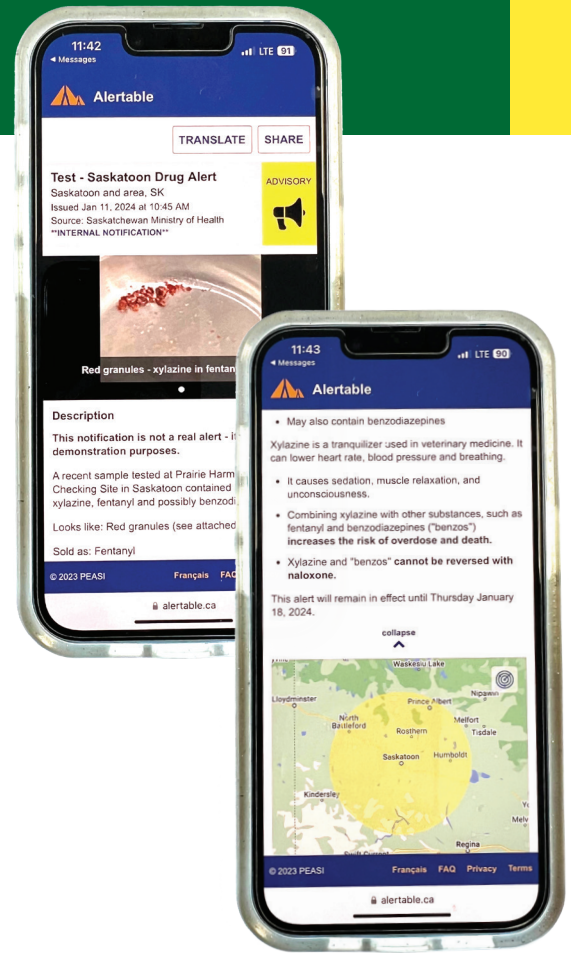 11:42
LTE 91
◄ Messages
Alertable
TRANSLATE
SHARE
Test - Saskatoon Drug Alert
Saskatoon and area, SK
Issued Jan 11, 2024 at 10:45 AM
Source: Saskatchewan Ministry of Health
**INTERNAL NOTIFICATION**
ADVISORY
Red granules - xylazine in fentan
Description
This notification is not a real alert -
demonstration purposes.
A recent sample tested at Prairie Harm
Checking Site in Saskatoon contained
xylazine, fentanyl and possibly benzodi
Looks like: Red granules (see attached
Sold as: Fentanyl
© 2023 PEASI
Français
FAQ
alertable.ca
11:43
LTE 90
◄ Messages
Alertable
• May also contain benzodiazepines
Xylazine is a tranquilizer used in veterinary medicine. It
can lower heart rate, blood pressure and breathing.
• It causes sedation, muscle relaxation, and
unconsciousness.
• Combining xylazine with other substances, such as
fentanyl and benzodiazepines ("benzos")
increases the risk of overdose and death.
• Xylazine and "benzos" cannot be reversed with
naloxone.
This alert will remain in effect until Thursday January
18, 2024.
collapse
Waskesiu Lake
Lloydminster
Prince Albert
Nipawin
North
Battleford
Melfort
Rosthern
Tisdale
Saskatoon
Humboldt
Kindersley
Melv
Regina
Swift Current
© 2023 PEASI
Français
FAQ
Privacy
Terms
alertable.ca